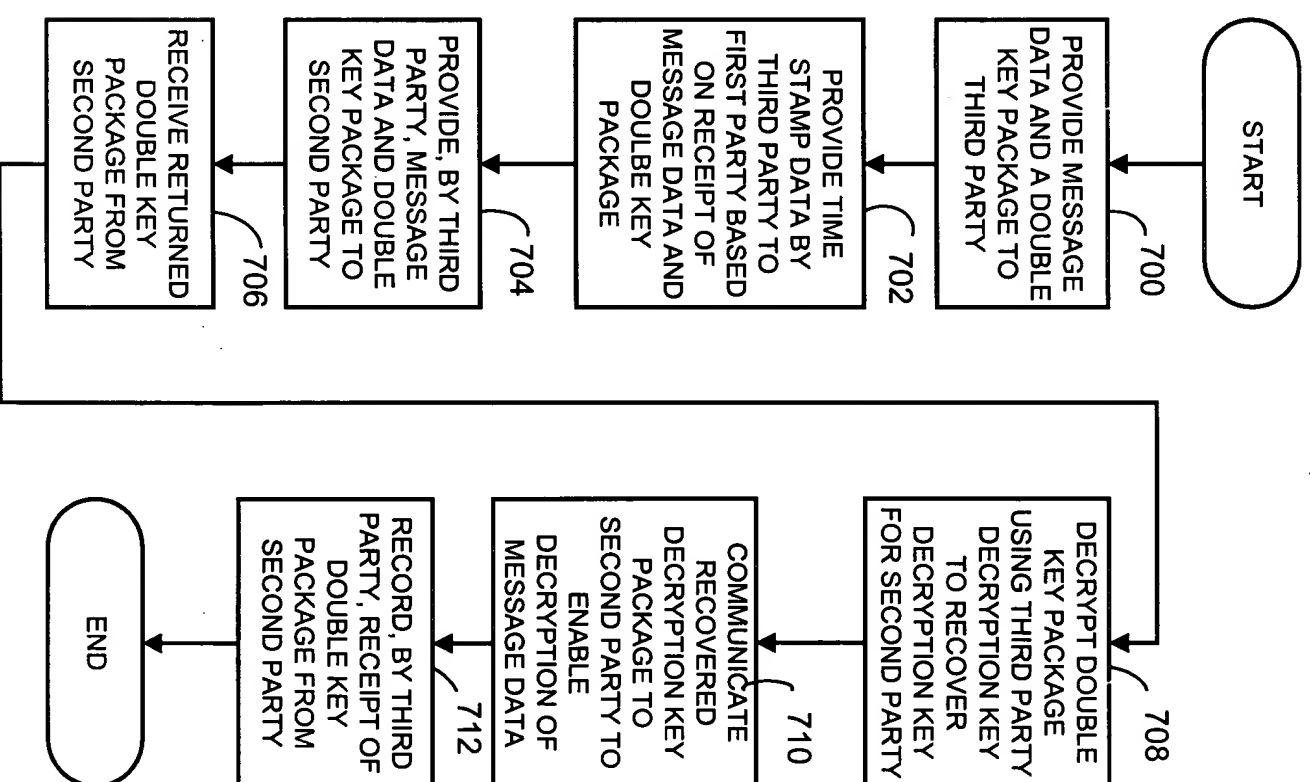 START
700
PROVIDE MESSAGE
DATA AND A DOUBLE
KEY PACKAGE TO
THIRD PARTY
702
PROVIDE TIME
STAMP DATA BY
THIRD PARTY TO
FIRST PARTY BASED
ON RECEIPT OF
MESSAGE DATA AND
DOULBE KEY
PACKAGE
704
PROVIDE, BY THIRD
PARTY, MESSAGE
DATA AND DOUBLE
KEY PACKAGE TO
SECOND PARTY
706
RECEIVE RETURNED
DOUBLE KEY
PACKAGE FROM
SECOND PARTY
708
DECRYPT DOUBLE
KEY PACKAGE
USING THIRD PARTY
DECRYPTION KEY
TO RECOVER
DECRYPTION KEY
FOR SECOND PARTY
710
COMMUNICATE
RECOVERED
DECRYPTION KEY
PACKAGE TO
SECOND PARTY TO
ENABLE
DECRYPTION OF
MESSAGE DATA
712
RECORD, BY THIRD
PARTY, RECEIPT OF
DOUBLE KEY
PACKAGE FROM
SECOND PARTY
END